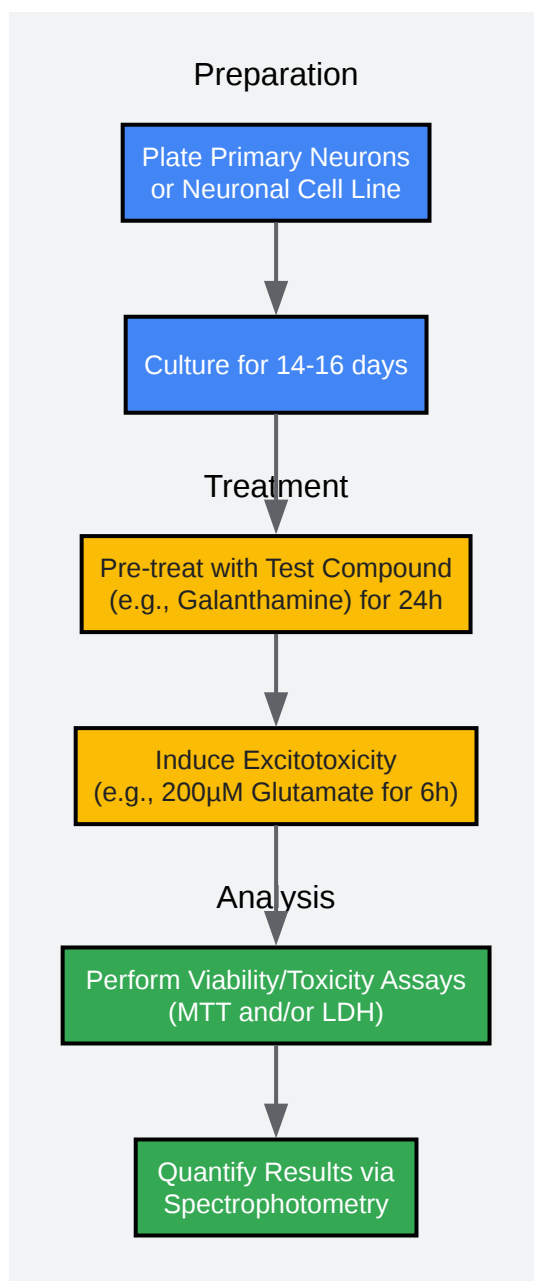 Preparation
Plate Primary Neurons
or Neuronal Cell Line
Culture for 14-16 days
Treatment
Pre-treat with Test Compound
(e.g., Galanthamine) for 24h
Induce Excitotoxicity
(e.g., 200µM Glutamate for 6h)
Analysis
Perform Viability/Toxicity Assays
(MTT and/or LDH)
Quantify Results via
Spectrophotometry